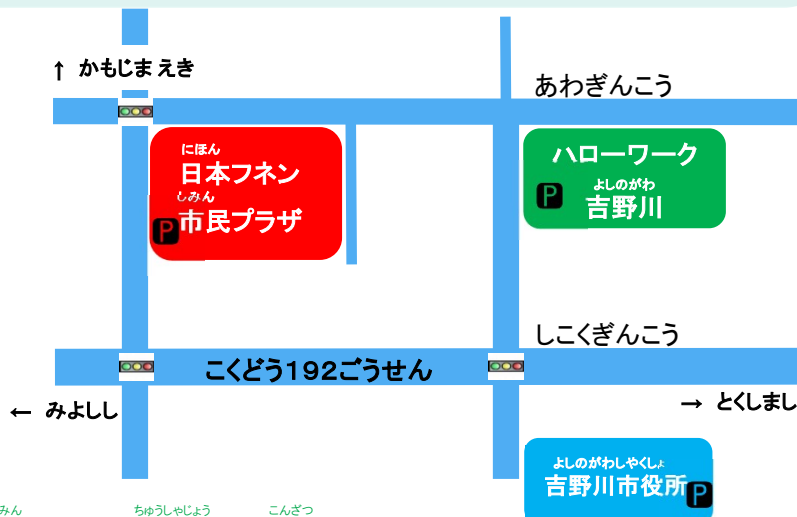 ↑ かもじまえき
あわぎんこう
にほん
日本フネン
しみん
P市民プラザ
ハローワーク
よしのがわ
P 吉野川
しこくぎんこう
こくどう192ごうせん
← みよしし
→ とくしまし
よしのがわしやくしょ
吉野川市役所P
みん ちゅうしゃじょう こんざつ